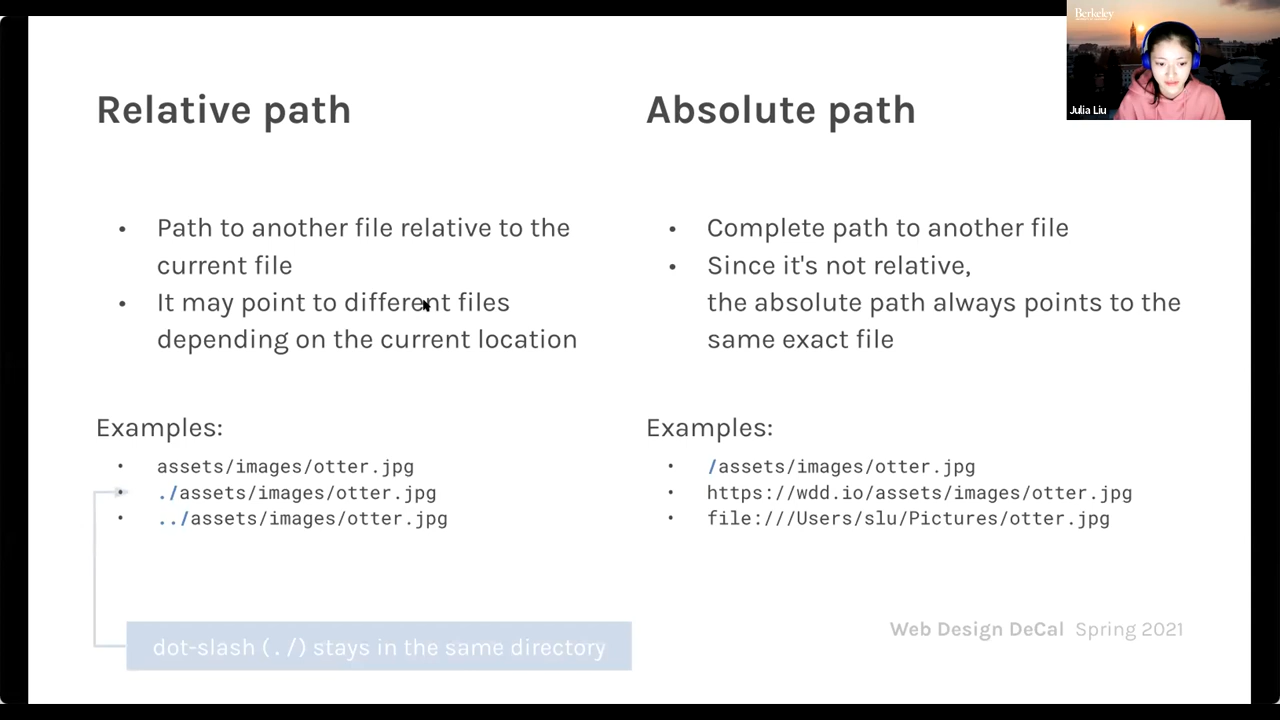 Berkeley
Julia Liu
Relative path
Path to another file relative to the
current file
It may point to different files
depending on the current location
Examples:
assets/images/otter.jpg
./assets/images/otter.jpg
../assets/images/otter.jpg
dot-slash (./) stays in the same directory
Absolute path
Complete path to another file
Since it's not relative,
the absolute path always points to the
same exact file
Examples:
/assets/images/otter.jpg
https://wdd.io/assets/images/otter.jpg
file:///Users/slu/Pictures/otter.jpg
Web Design DeCal Spring 2021